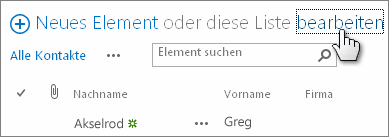 Neues Element oder diese Liste bearbeiten
Alle Kontakte ••• Element suchen
Nachname Vorname Firma
Akselrod ••• Greg